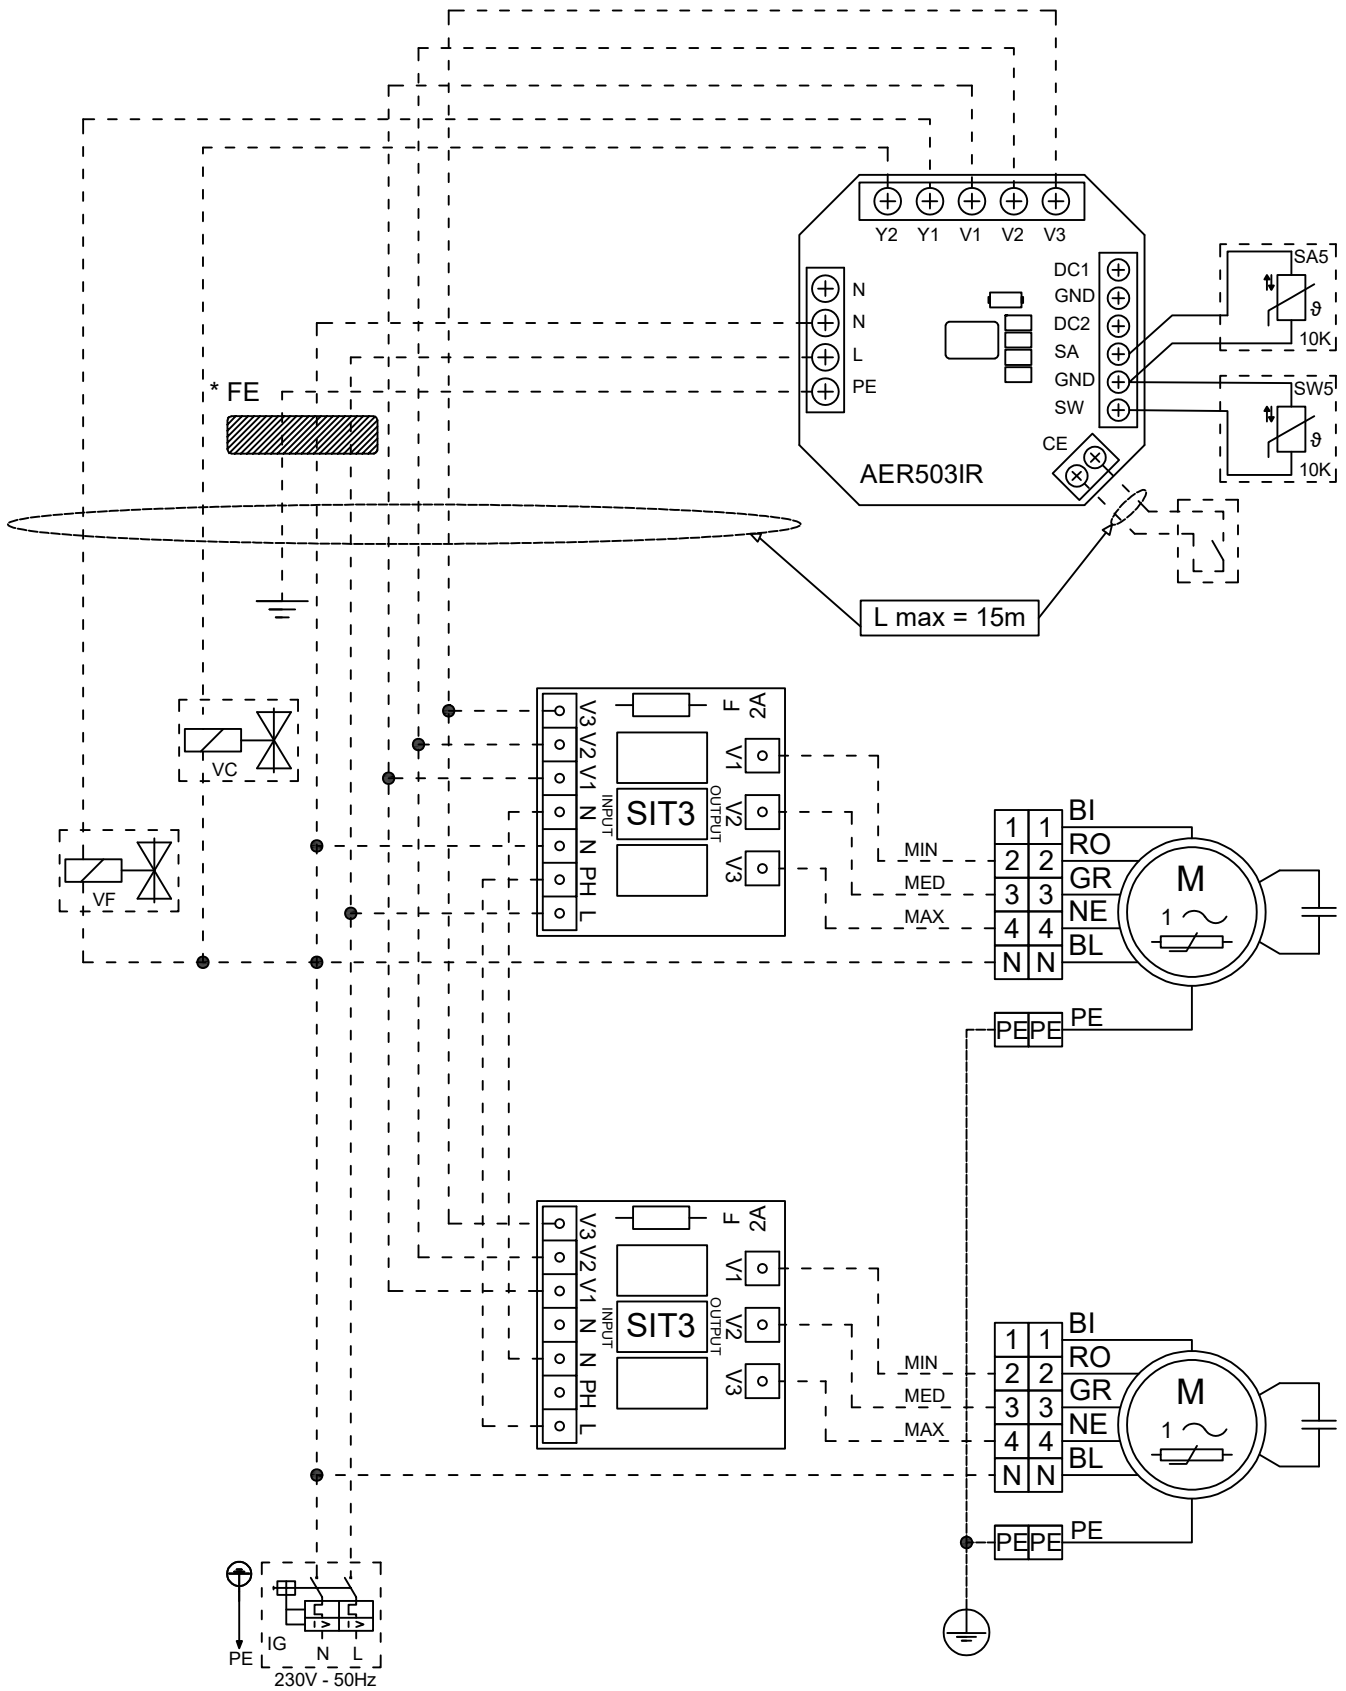 Y2 Y1 V1 V2 V3
N
N
L
PE
DC1
GND
DC2
SA
GND
SW
CE
AER503IR
SA5
ϑ
10K
SW5
ϑ
10K
* FE
L max = 15m
VC
VF
V3
V2
V1
N
N
PH
L
INPUT
SIT3
OUTPUT
F 2A
V1
V2
V3
MIN
MED
MAX
1 1 BI
2 2 RO
3 3 GR
4 4 NE
N N BL
PE PE PE
M
1
V3
V2
V1
N
N
PH
L
INPUT
SIT3
OUTPUT
F 2A
V1
V2
V3
MIN
MED
MAX
1 1 BI
2 2 RO
3 3 GR
4 4 NE
N N BL
PE PE PE
M
1
PE
IG
N L
230V - 50Hz